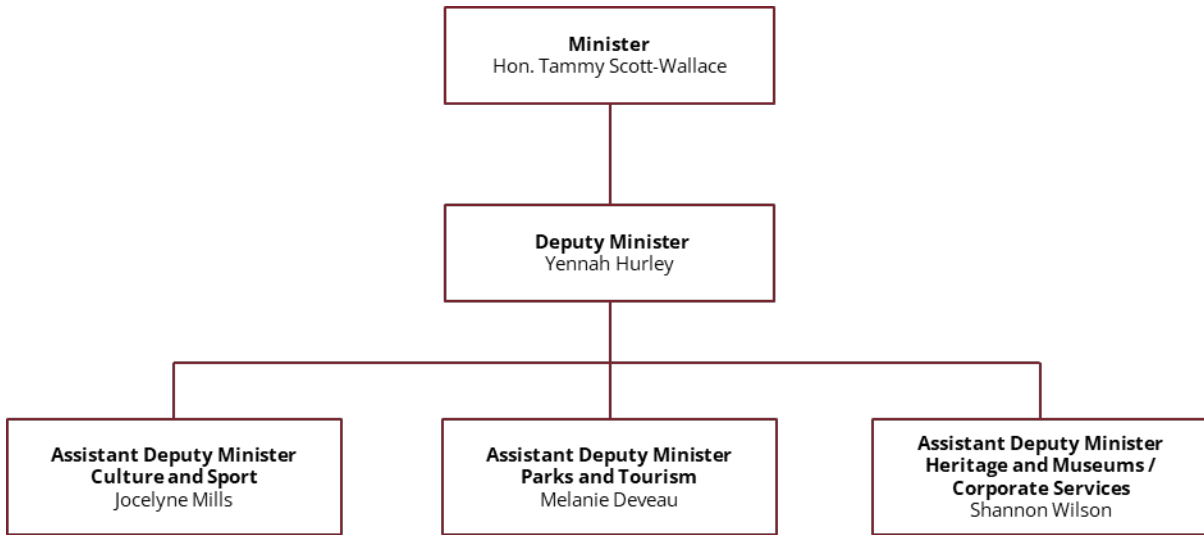 Minister
Hon. Tammy Scott-Wallace
Deputy Minister
Yennah Hurley
Assistant Deputy Minister
Culture and Sport
Jocelyne Mills
Assistant Deputy Minister
Parks and Tourism
Melanie Deveau
Assistant Deputy Minister
Heritage and Museums /
Corporate Services
Shannon Wilson